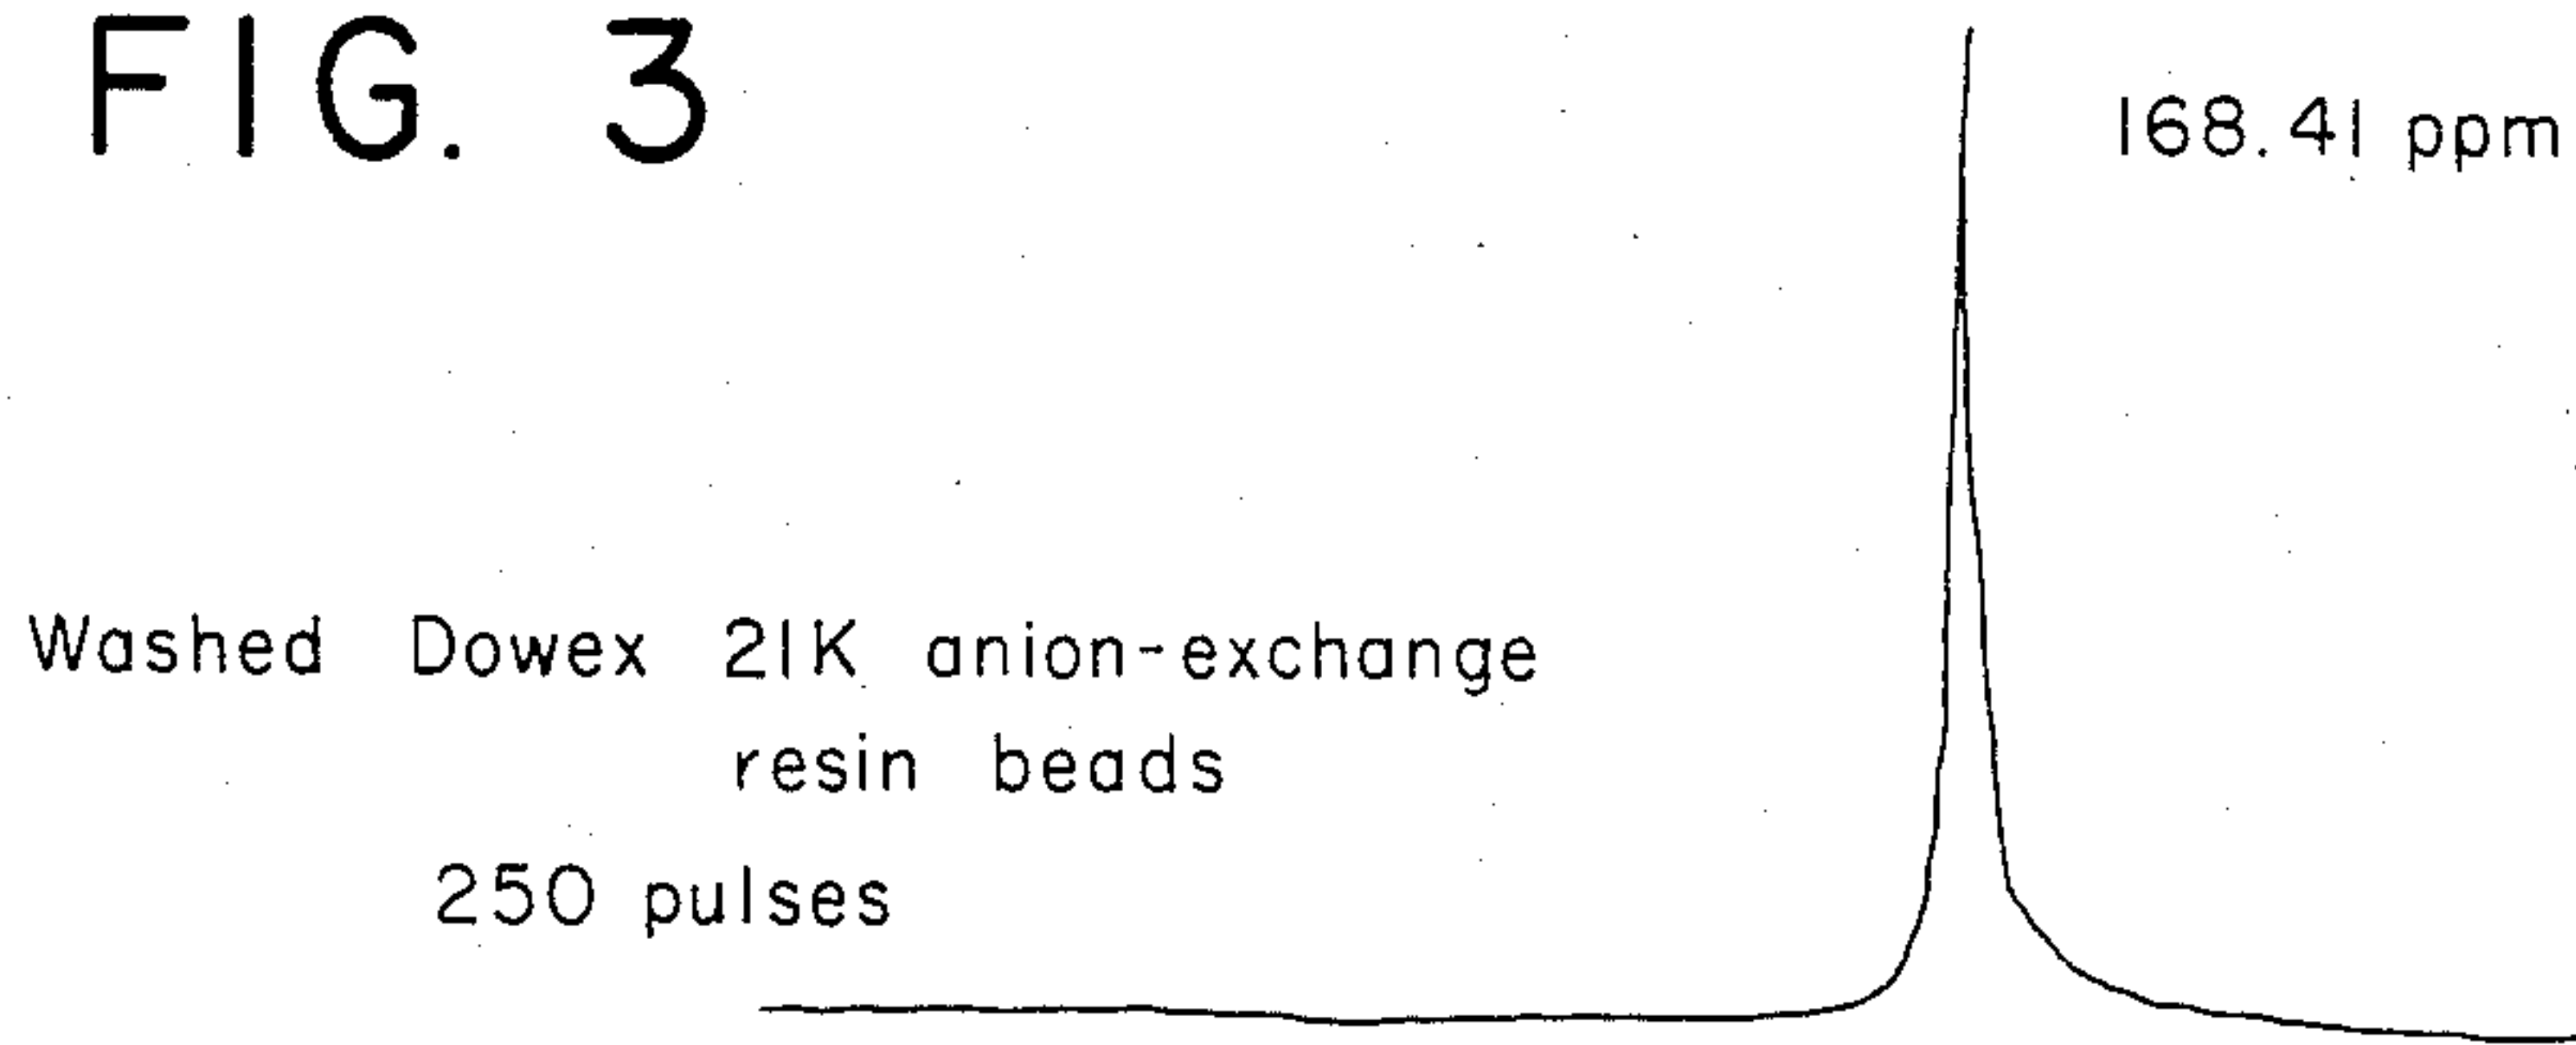 FIG. 3
168.41 ppm
Washed Dowex 21K anion-exchange
resin beads
250 pulses